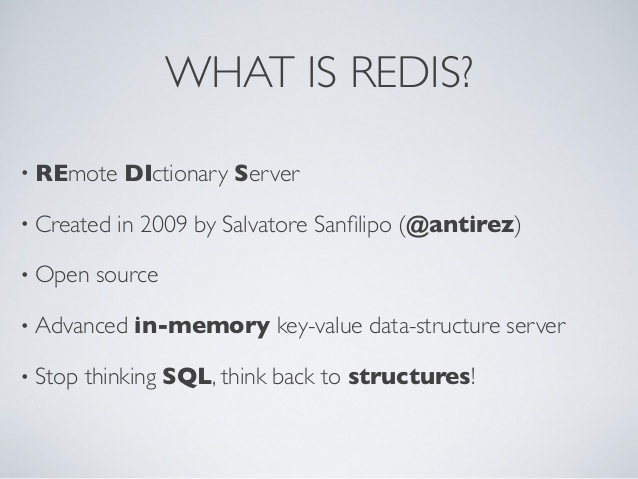 WHAT IS REDIS?
• REmote DIctionary Server
• Created in 2009 by Salvatore Sanfilipo (@antirez)
• Open source
• Advanced in-memory key-value data-structure server
• Stop thinking SQL, think back to structures!